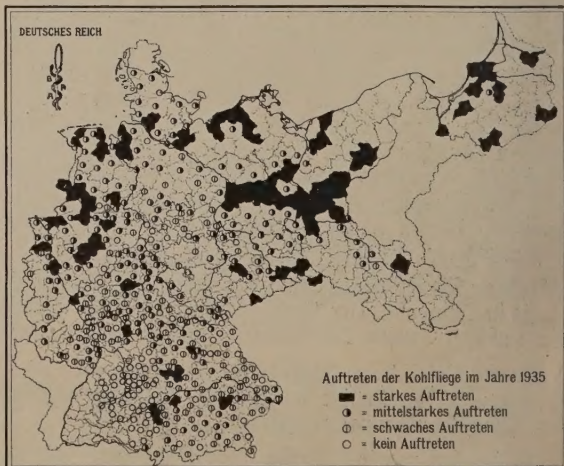 DEUTSCHES REICH
Auftreten der Kohlfliege im Jahre 1935
= starkes Auftreten
= mittelstarkes Auftreten
= schwaches Auftreten
= kein Auftreten